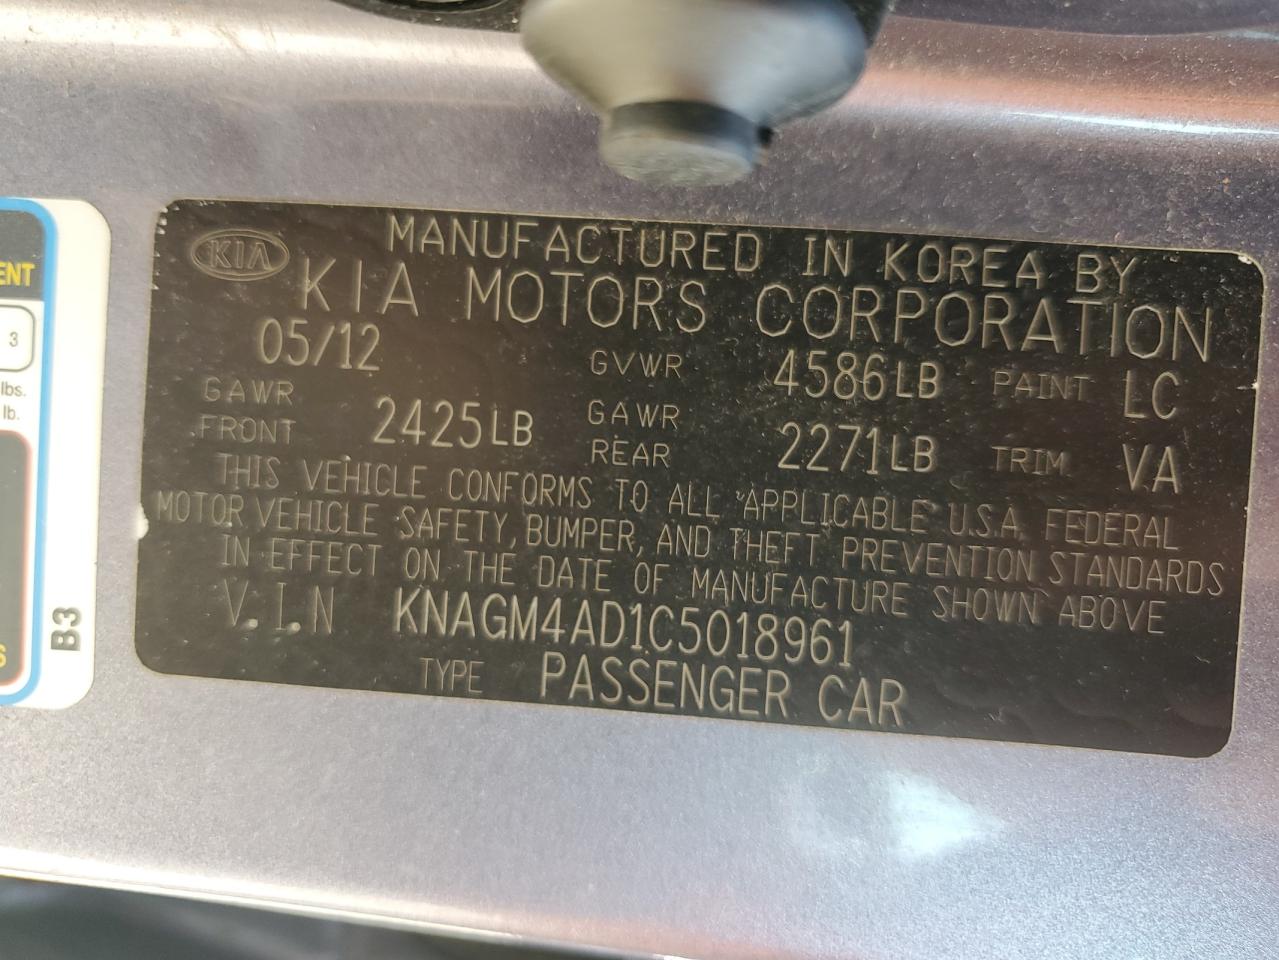 ENT
3
lbs.
lb.
S
B3
KIA
MANUFACTURED IN KOREA BY
KIA MOTORS CORPORATION
05/12 GVWR 4586LB PAINT LC
GAWR FRONT 2425LB GAWR REAR 2271LB TRIM VA
THIS VEHICLE CONFORMS TO ALL APPLICABLE U.S.A. FEDERAL
MOTOR VEHICLE SAFETY, BUMPER, AND THEFT PREVENTION STANDARDS
IN EFFECT ON THE DATE OF MANUFACTURE SHOWN ABOVE
V.I.N KNAGM4AD1C5018961
TYPE PASSENGER CAR